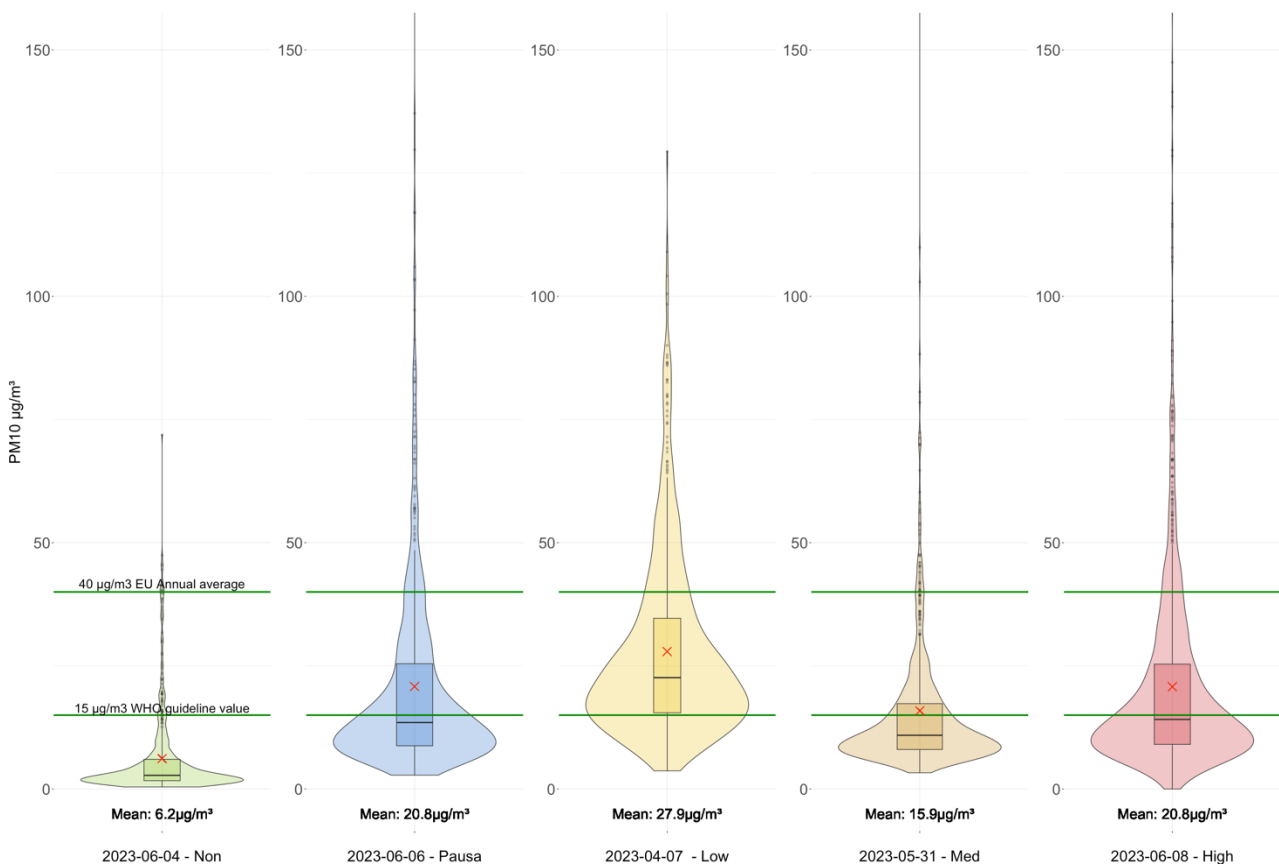 PM10 µg/m³
150
150
150
150
150
100
100
100
100
100
50
50
50
50
50
40 µg/m3 EU Annual average
15 µg/m3 WHO guideline value
0
0
0
0
0
Mean: 6.2µg/m³
Mean: 20.8µg/m³
Mean: 27.9µg/m³
Mean: 15.9µg/m³
Mean: 20.8µg/m³
2023-06-04 - Non
2023-06-06 - Pausa
2023-04-07 - Low
2023-05-31 - Med
2023-06-08 - High